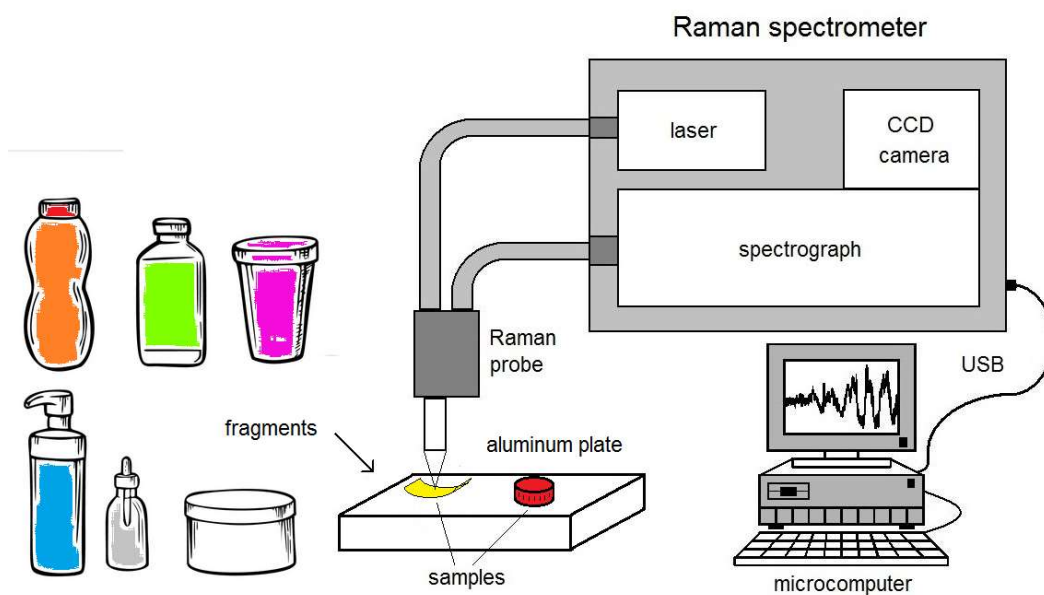 Raman spectrometer
laser
CCD
camera
spectrograph
Raman
probe
USB
fragments
aluminum plate
samples
microcomputer